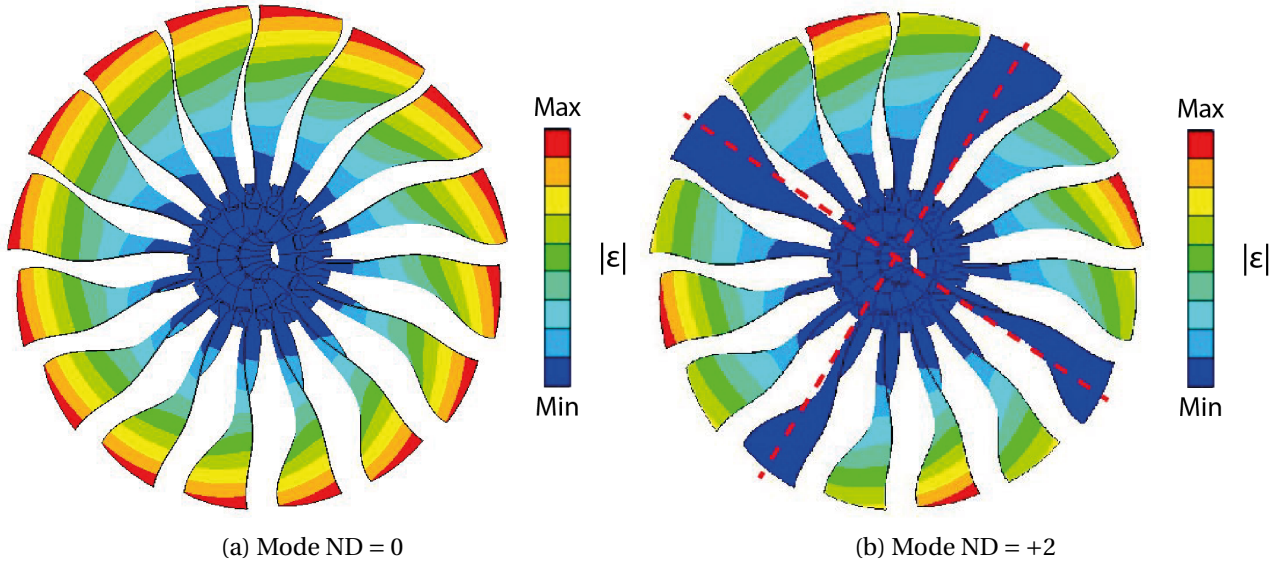 Max
|ε|
Min
Max
|ε|
Min
(a) Mode ND = 0
(b) Mode ND = +2